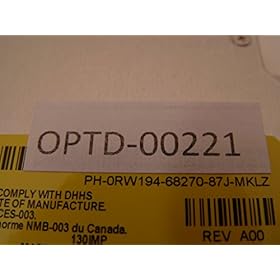 OPTD-00221
PH-0RW194-68270-87J-MKLZ
COMPLY WITH DHHS
TE OF MANUFACTURE.
CES-003.
norme NMB-003 du Canada.
130IMP
REV A00